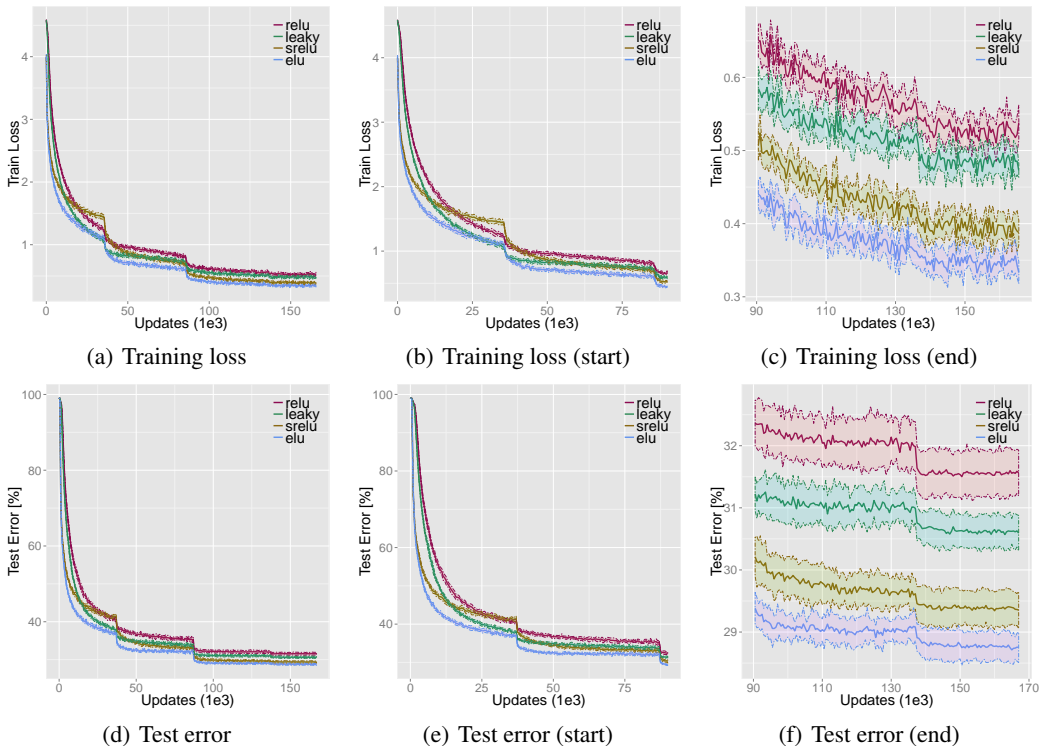 relu
leaky
srelu
elu
Train Loss
4
3
2
1
0
50
100
150
Updates (1e3)
(a) Training loss
relu
leaky
srelu
elu
Train Loss
4
3
2
1
0
25
50
75
Updates (1e3)
(b) Training loss (start)
relu
leaky
srelu
elu
Train Loss
0.6
0.5
0.4
0.3
90
110
130
150
Updates (1e3)
(c) Training loss (end)
relu
leaky
srelu
elu
Test Error [%]
100
80
60
40
0
50
100
150
Updates (1e3)
(d) Test error
relu
leaky
srelu
elu
Test Error [%]
100
80
60
40
0
25
50
75
Updates (1e3)
(e) Test error (start)
relu
leaky
srelu
elu
Test Error [%]
32
31
30
29
90
110
130
150
170
Updates (1e3)
(f) Test error (end)